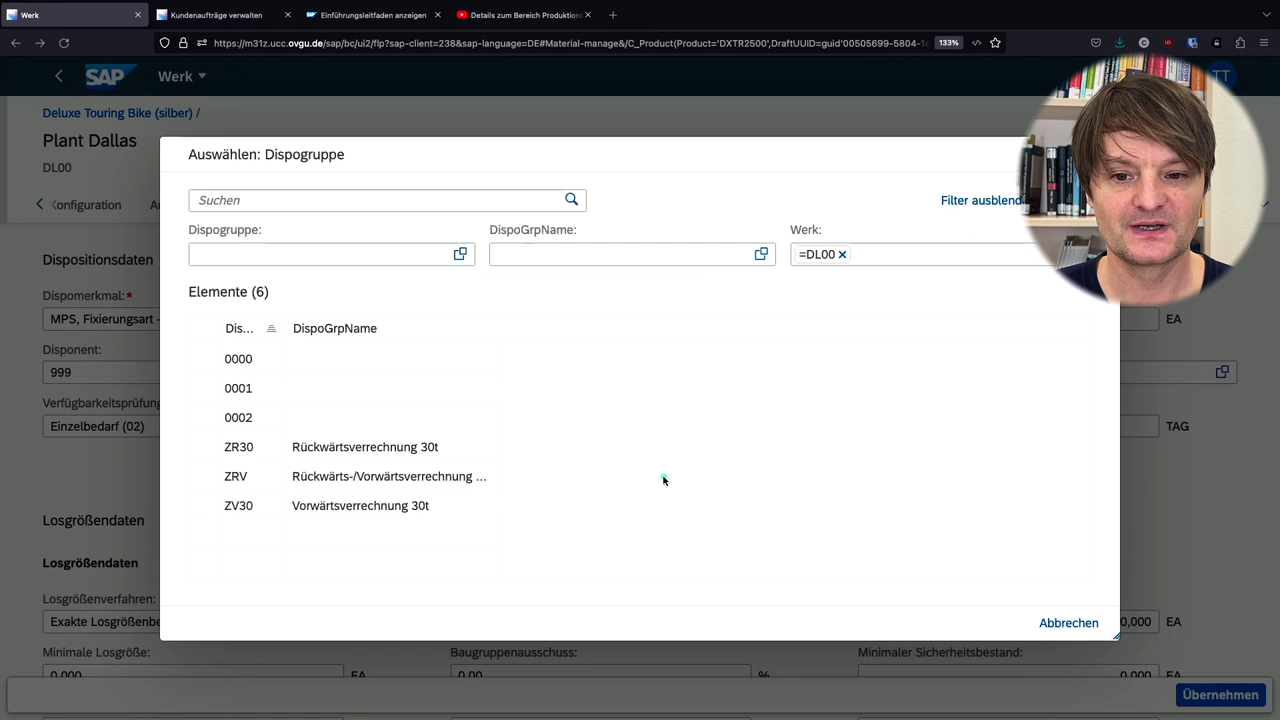 Werk
Kundenaufträge verwalten
Einführungsleitfaden anzeigen
Details zum Bereich Produktion
https://m31z.ucc.ovgu.de/sap/bc/ui2/flp?sap-client=238&sap-language=DE#Material-manage&/C_Product(Product='DXTR2500',DraftUUID=guid'00505699-5804-1
133%
SAP
Werk
TT
Deluxe Touring Bike (silber) /
Plant Dallas
DL00
Konfiguration
Dispositionsdaten
Dispomerkmal:*
MPS, Fixierungsart -
EA
Disponent:
999
Verfügbarkeitsprüfung
Einzelbedarf (02)
TAG
Losgrößendaten
Losgrößendaten
Losgrößenverfahren:
Exakte Losgrößenbe
0,000 EA
Minimale Losgröße:
Baugruppenausschuss:
Minimaler Sicherheitsbestand:
0,000 EA
0,00 %
0,000 EA
Übernehmen
Auswählen: Dispogruppe
Suchen
Filter ausblend
Dispogruppe:
DispoGrpName:
Werk:
=DL00
Elemente (6)
Dis... DispoGrpName
0000
0001
0002
ZR30 Rückwärtsverrechnung 30t
ZRV Rückwärts-/Vorwärtsverrechnung ...
ZV30 Vorwärtsverrechnung 30t
Abbrechen